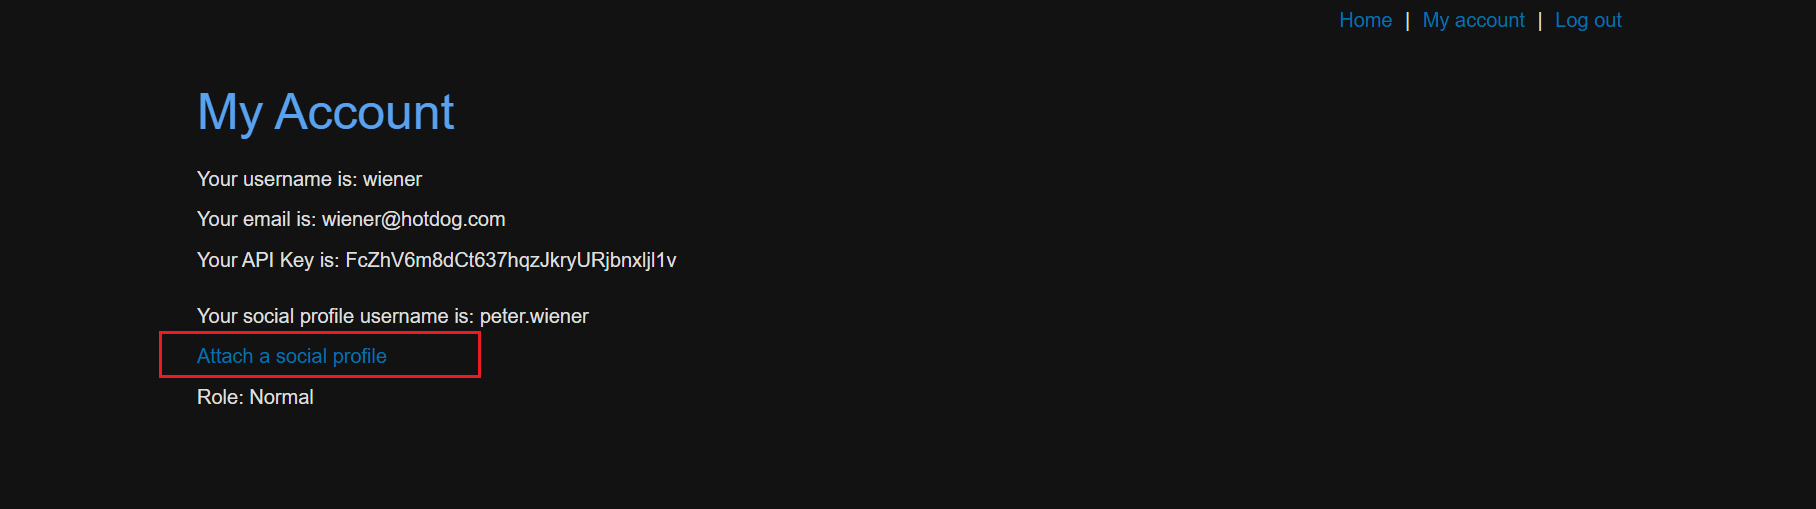 Home | My account | Log out
My Account
Your username is: wiener
Your email is: wiener@hotdog.com
Your API Key is: FcZhV6m8dCt637hqzJkryURjbnxljl1v
Your social profile username is: peter.wiener
Attach a social profile
Role: Normal